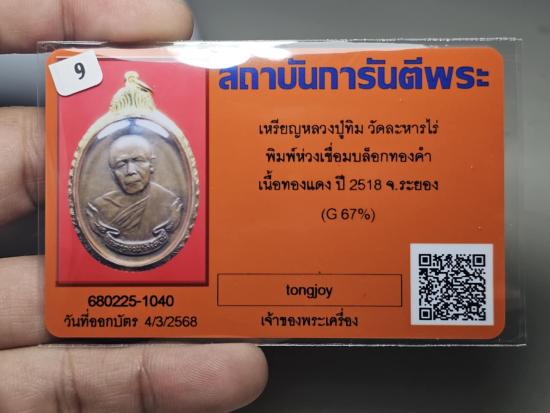 9
สถาบันการันตีพระ
เหรียญหลวงปู่ทิม วัดละหารไร่
พิมพ์ห่วงเชื่อมบล็อกทองคำ
เนื้อทองแดง ปี 2518 จ.ระยอง
(G 67%)
tongjoy
เจ้าของพระเครื่อง
680225-1040
วันที่ออกบัตร 4/3/2568